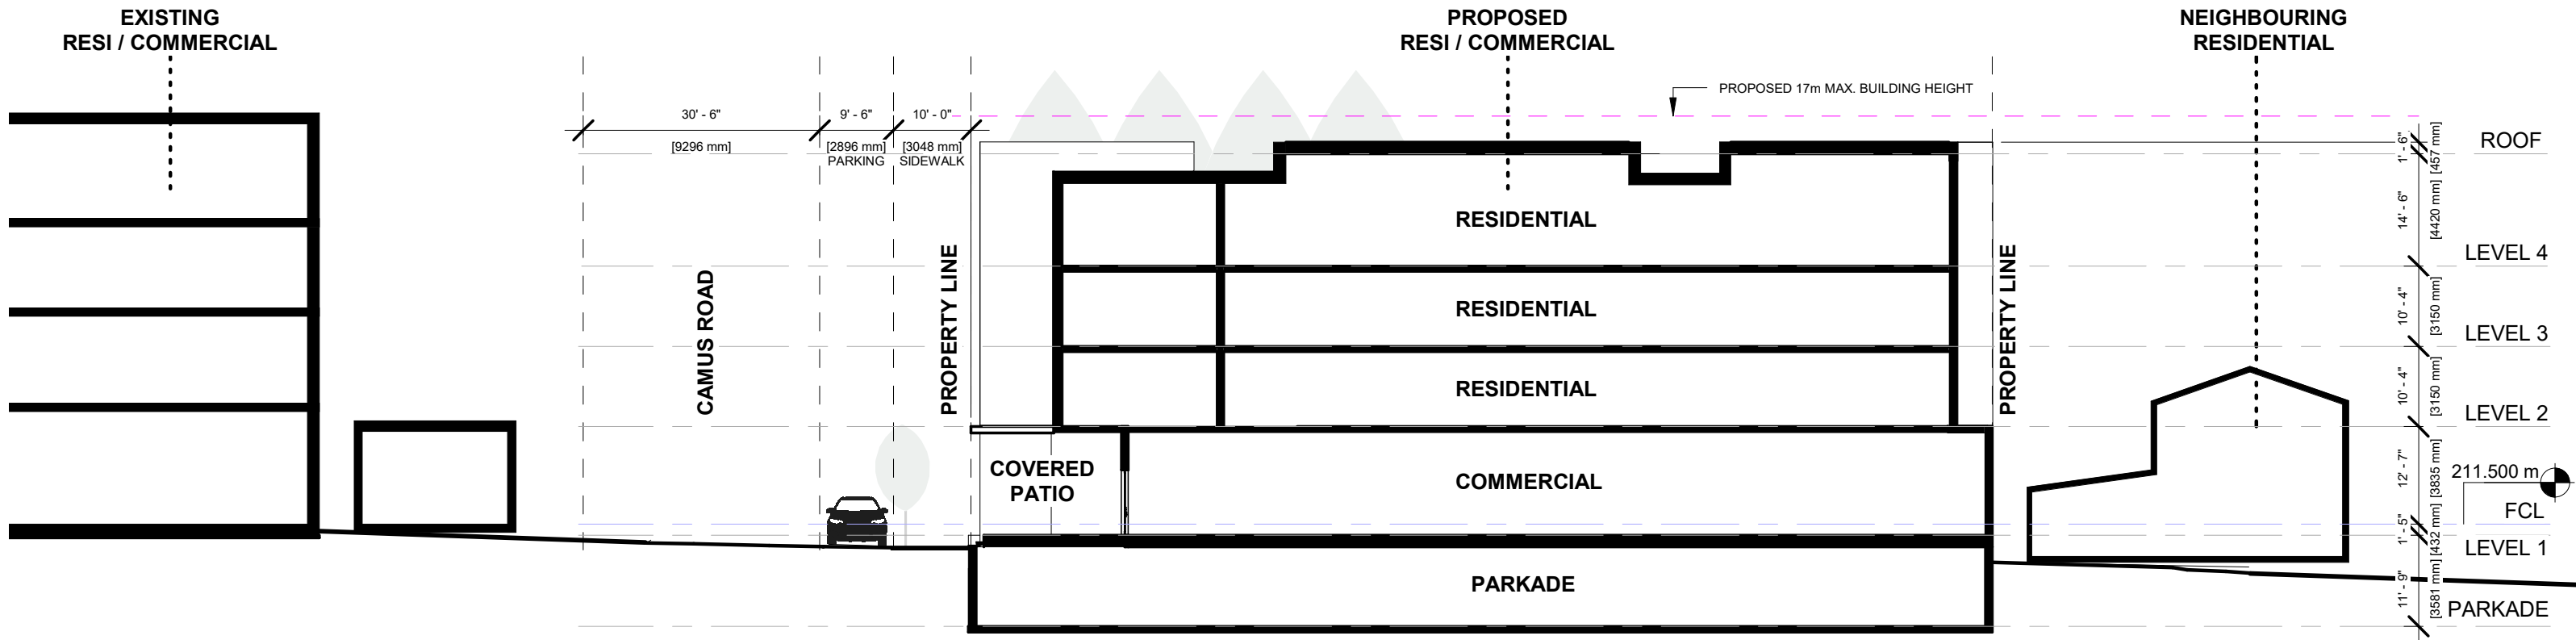 EXISTING
RESI / COMMERCIAL
PROPOSED
RESI / COMMERCIAL
NEIGHBOURING
RESIDENTIAL
PROPOSED 17m MAX. BUILDING HEIGHT
30' - 6"
9' - 6"
10' - 0"
[9296 mm]
[2896 mm]
PARKING
[3048 mm]
SIDEWALK
CAMUS ROAD
PROPERTY LINE
RESIDENTIAL
RESIDENTIAL
RESIDENTIAL
COVERED
PATIO
COMMERCIAL
PARKADE
PROPERTY LINE
1' - 6"
[457 mm]
14' - 6"
[4420 mm]
10' - 4"
[3150 mm]
10' - 4"
[3150 mm]
12' - 7"
[3835 mm]
1' - 5"
[432 mm]
11' - 9"
[3581 mm]
ROOF
LEVEL 4
LEVEL 3
LEVEL 2
211.500 m
FCL
LEVEL 1
PARKADE